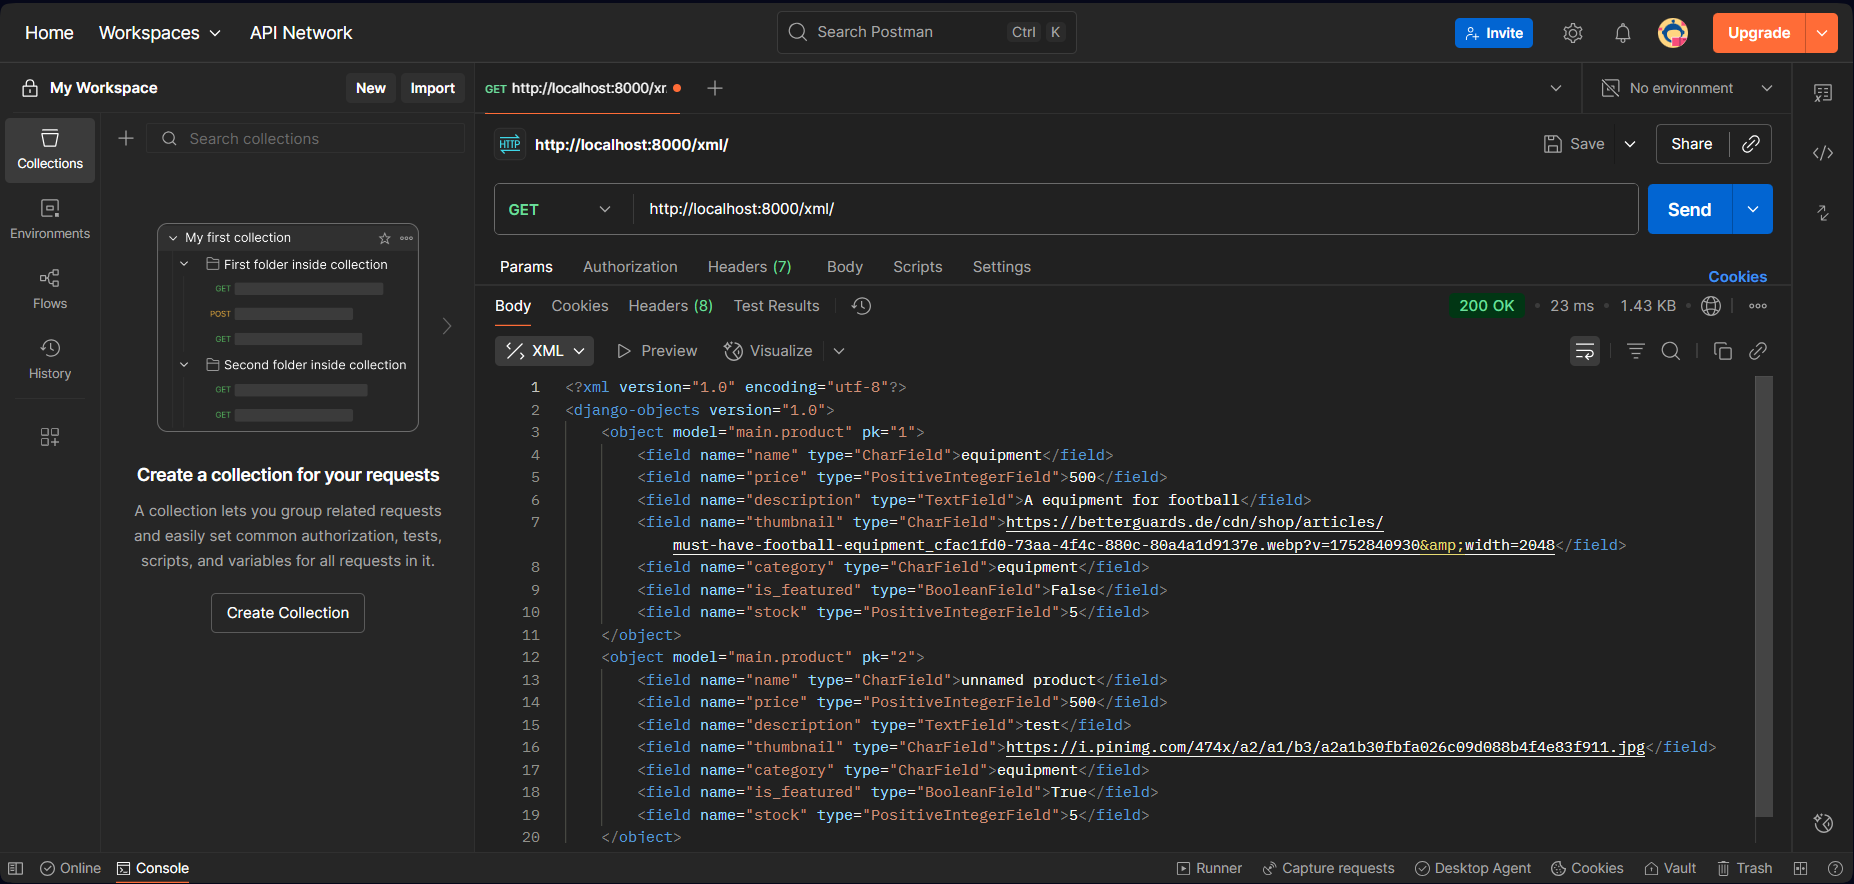 Home Workspaces API Network Search Postman Ctrl K Invite Upgrade
My Workspace New Import GET http://localhost:8000/xr No environment
Search collections
Collections
Environments
Flows
History
My first collection
First folder inside collection
GET
POST
GET
Second folder inside collection
GET
GET
Create a collection for your requests
A collection lets you group related requests
and easily set common authorization, tests,
scripts, and variables for all requests in it.
Create Collection
HTTP http://localhost:8000/xml/ Save Share
GET http://localhost:8000/xml/ Send
Params Authorization Headers (7) Body Scripts Settings Cookies
Body Cookies Headers (8) Test Results 200 OK 23 ms 1.43 KB
XML Preview Visualize
1 <?xml version="1.0" encoding="utf-8"?>
2 <django-objects version="1.0">
3 <object model="main.product" pk="1">
4 <field name="name" type="CharField">equipment</field>
5 <field name="price" type="PositiveIntegerField">500</field>
6 <field name="description" type="TextField">A equipment for football</field>
7 <field name="thumbnail" type="CharField">https://betterguards.de/cdn/shop/articles/
must-have-football-equipment_cfac1fd0-73aa-4f4c-880c-80a4a1d9137e.webp?v=1752840930&amp;width=2048</field>
8 <field name="category" type="CharField">equipment</field>
9 <field name="is_featured" type="BooleanField">False</field>
10 <field name="stock" type="PositiveIntegerField">5</field>
11 </object>
12 <object model="main.product" pk="2">
13 <field name="name" type="CharField">unnamed product</field>
14 <field name="price" type="PositiveIntegerField">500</field>
15 <field name="description" type="TextField">test</field>
16 <field name="thumbnail" type="CharField">https://i.pinimg.com/474x/a2/a1/b3/a2a1b30fbfa026c09d088b4f4e83f911.jpg</field>
17 <field name="category" type="CharField">equipment</field>
18 <field name="is_featured" type="BooleanField">True</field>
19 <field name="stock" type="PositiveIntegerField">5</field>
20 </object>
Online Console Runner Capture requests Desktop Agent Cookies Vault Trash